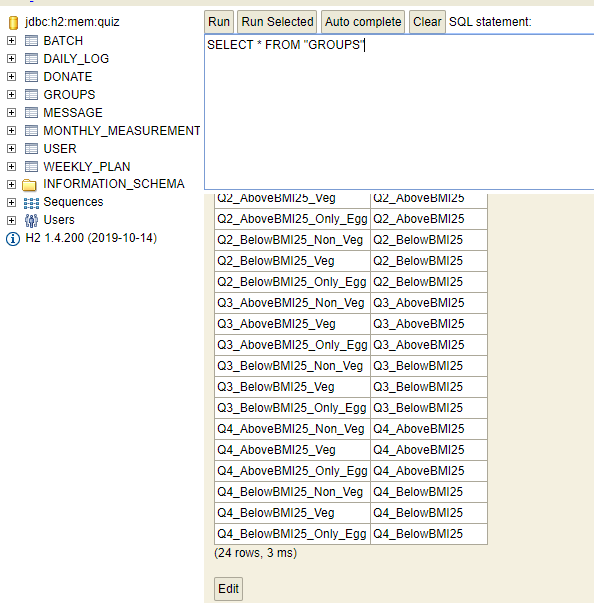 jdbc:h2:mem:quiz
BATCH
DAILY_LOG
DONATE
GROUPS
MESSAGE
MONTHLY_MEASUREMENT
USER
WEEKLY_PLAN
INFORMATION_SCHEMA
Sequences
Users
H2 1.4.200 (2019-10-14)
Run Run Selected Auto complete Clear SQL statement:
SELECT * FROM "GROUPS"
Q2_AboveBMI25_Veg Q2_AboveBMI25
Q2_AboveBMI25_Only_Egg Q2_AboveBMI25
Q2_BelowBMI25_Non_Veg Q2_BelowBMI25
Q2_BelowBMI25_Veg Q2_BelowBMI25
Q2_BelowBMI25_Only_Egg Q2_BelowBMI25
Q3_AboveBMI25_Non_Veg Q3_AboveBMI25
Q3_AboveBMI25_Veg Q3_AboveBMI25
Q3_AboveBMI25_Only_Egg Q3_AboveBMI25
Q3_BelowBMI25_Non_Veg Q3_BelowBMI25
Q3_BelowBMI25_Veg Q3_BelowBMI25
Q3_BelowBMI25_Only_Egg Q3_BelowBMI25
Q4_AboveBMI25_Non_Veg Q4_AboveBMI25
Q4_AboveBMI25_Veg Q4_AboveBMI25
Q4_AboveBMI25_Only_Egg Q4_AboveBMI25
Q4_BelowBMI25_Non_Veg Q4_BelowBMI25
Q4_BelowBMI25_Veg Q4_BelowBMI25
Q4_BelowBMI25_Only_Egg Q4_BelowBMI25
(24 rows, 3 ms)
Edit